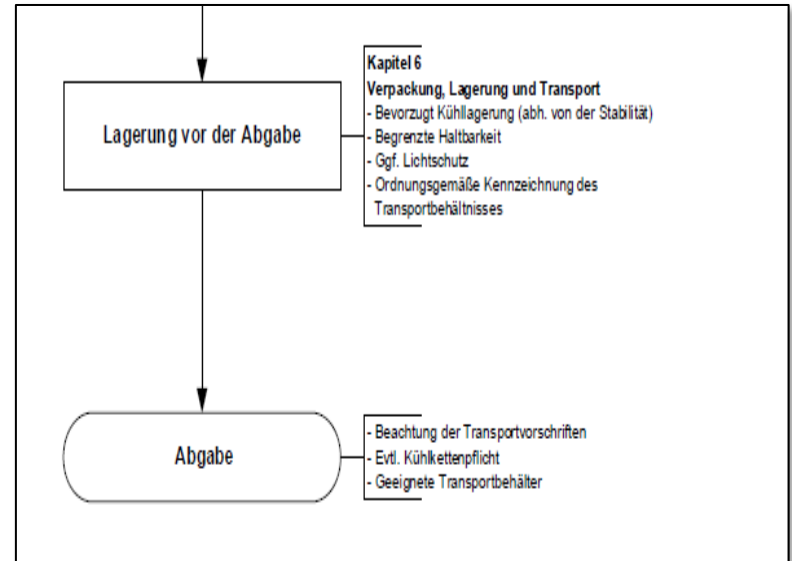 Kapitel 6
Verpackung, Lagerung und Transport
Lagerung vor der Abgabe
- Bevorzugt Kühllagerung (abh. von der Stabilität)
- Begrenzte Haltbarkeit
- Ggf. Lichtschutz
- Ordnungsgemäße Kennzeichnung des
Transportbehältnisses
Abgabe
- Beachtung der Transportvorschriften
- Evtl. Kühlkettenpflicht
- Geeignete Transportbehälter